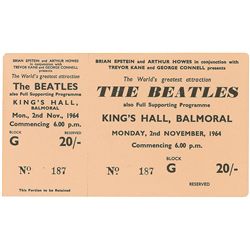 BRIAN EPSTEIN and ARTHUR HOWES
in conjunction with
TREVOR KANE and
GEORGE CONNELL presents
The World's greatest attraction
The BEATLES
also Full Supporting Programme
KING'S HALL,
BALMORAL
Mon., 2nd Nov., 1964
Commencing 6.00 p.m.
BLOCK
G 20/-
No 187
This Portion to be Retained
BRIAN EPSTEIN and ARTHUR HOWES in conjunction with
TREVOR KANE and GEORGE CONNELL presents
The World's greatest attraction
THE BEATLES
also Full Supporting Programme
KING'S HALL, BALMORAL
MONDAY, 2nd NOVEMBER, 1964
Commencing 6.00 p.m.
BLOCK
G 20/-
No 187